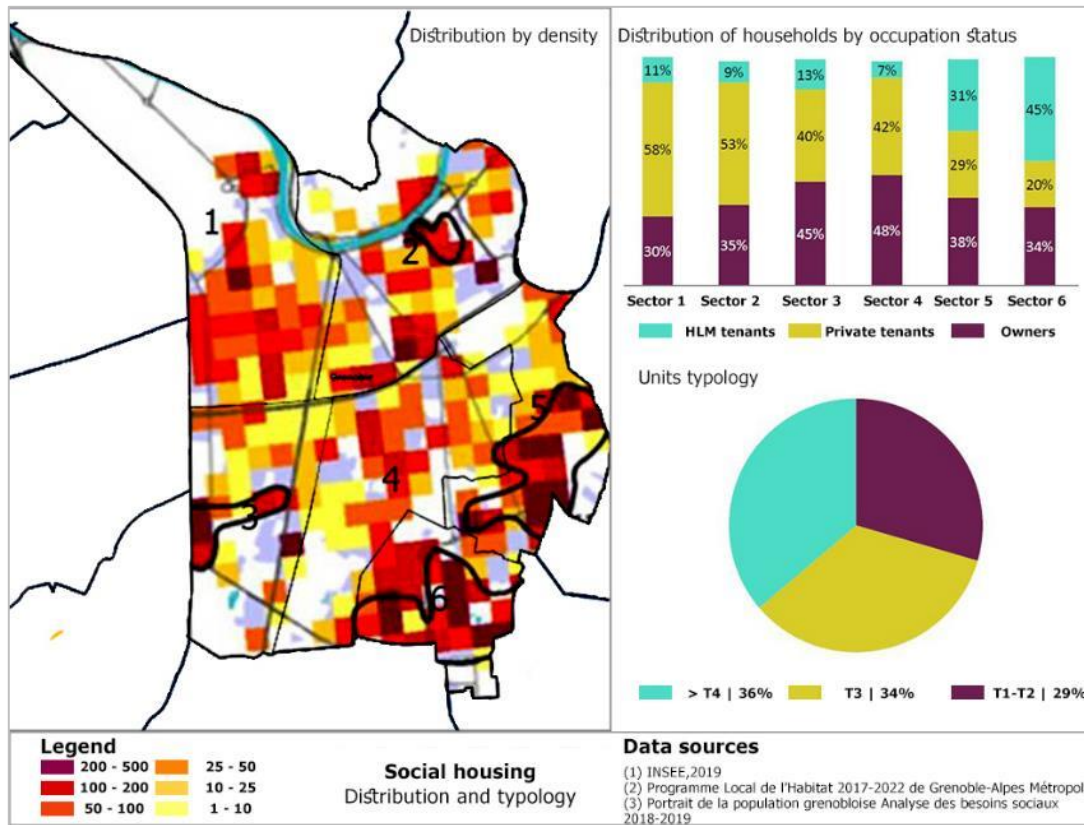 Distribution by density
1
2
3
4
5
6
Distribution of households by occupation status
11% 9% 13% 7% 31% 45%
58% 53% 40% 42% 29% 20%
30% 35% 45% 48% 38% 34%
Sector 1 Sector 2 Sector 3 Sector 4 Sector 5 Sector 6
HLM tenants Private tenants Owners
Units typology
> T4 | 36% T3 | 34% T1-T2 | 29%
Legend
200 - 500 25 - 50
100 - 200 10 - 25
50 - 100 1 - 10
Social housing
Distribution and typology
Data sources
(1) INSEE,2019
(2) Programme Local de l'Habitat 2017-2022 de Grenoble-Alpes Métropol
(3) Portrait de la population grenobloise Analyse des besoins sociaux
2018-2019